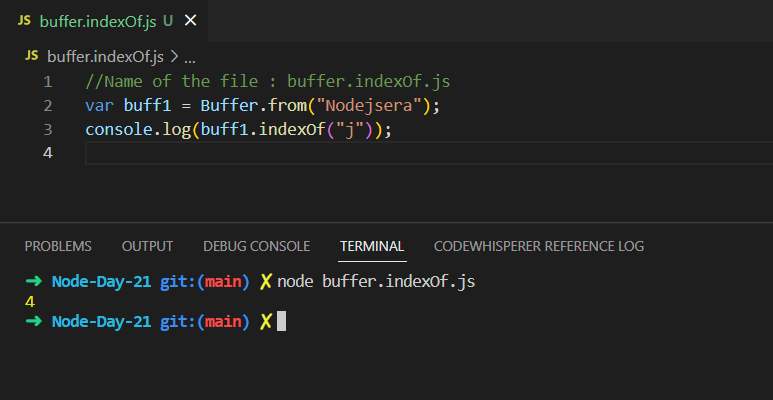 JS buffer.indexOf.js U ✕
JS buffer.indexOf.js > ...
1 //Name of the file : buffer.indexOf.js
2 var buff1 = Buffer.from("Nodejsera");
3 console.log(buff1.indexOf("j"));
4
PROBLEMS OUTPUT DEBUG CONSOLE TERMINAL CODEWHISPERER REFERENCE LOG
➜ Node-Day-21 git:(main) ✗ node buffer.indexOf.js
4
➜ Node-Day-21 git:(main) ✗